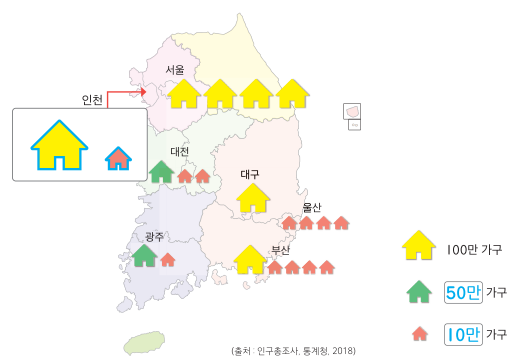 서울
인천
대전
대구
울산
광주
부산
100만 가구
50만 가구
10만 가구
(출처 : 인구총조사, 통계청, 2018)